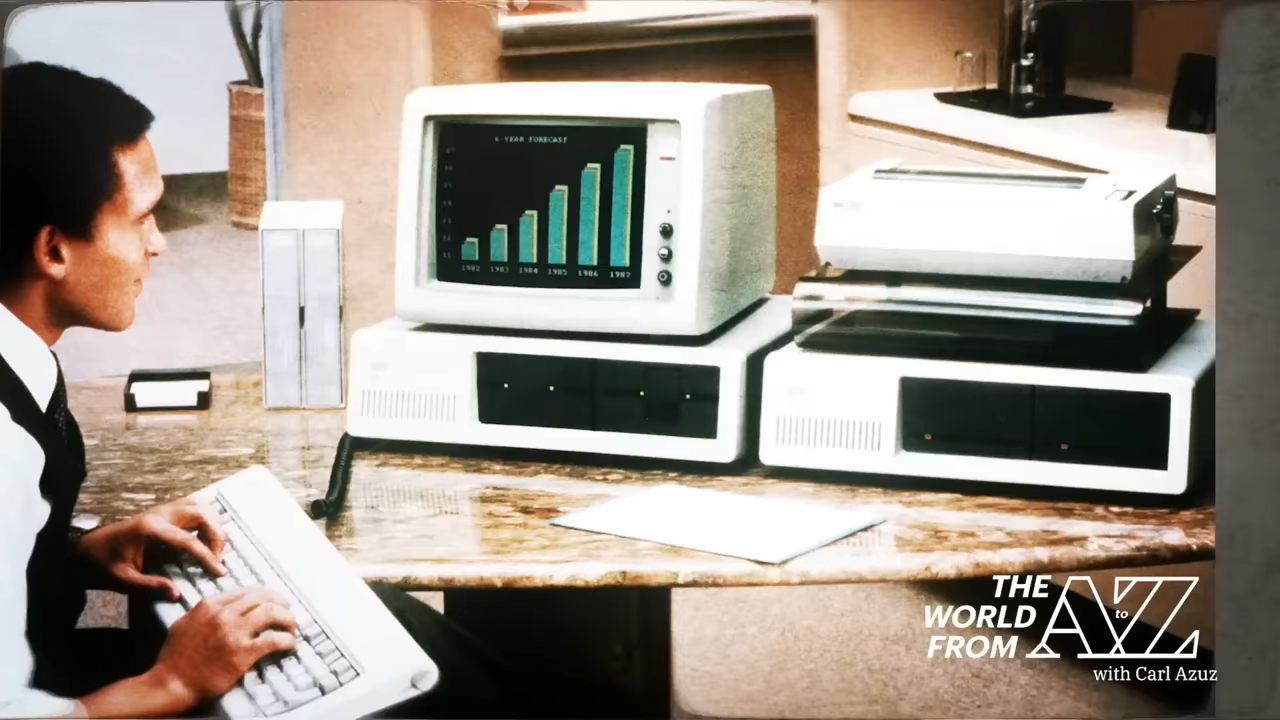 6-YEAR FORECAST
1982 1983 1984 1985 1986 1987
THE
WORLD
FROM
A to Z
with Carl Azuz